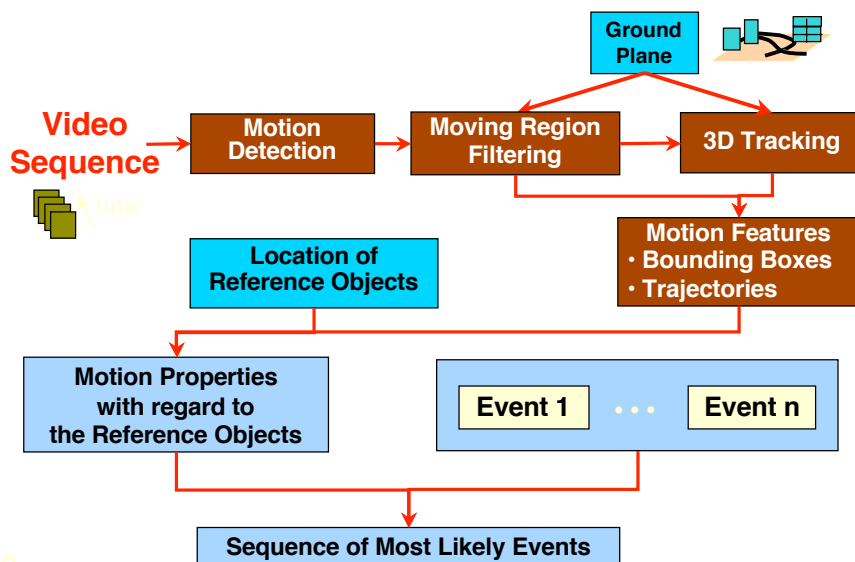 Ground
Plane
Video
Sequence
Motion
Detection
Moving Region
Filtering
3D Tracking
time
Location of
Reference Objects
Motion Features
• Bounding Boxes
• Trajectories
Motion Properties
with regard to
the Reference Objects
Event 1
• • •
Event n
Sequence of Most Likely Events